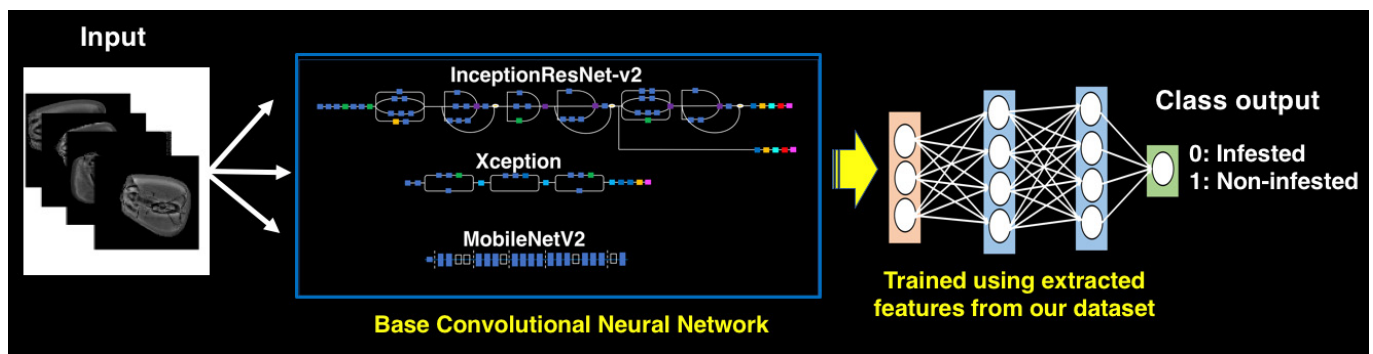 Input
InceptionResNet-v2
Xception
MobileNetV2
Base Convolutional Neural Network
Class output
0: Infested
1: Non-infested
Trained using extracted
features from our dataset